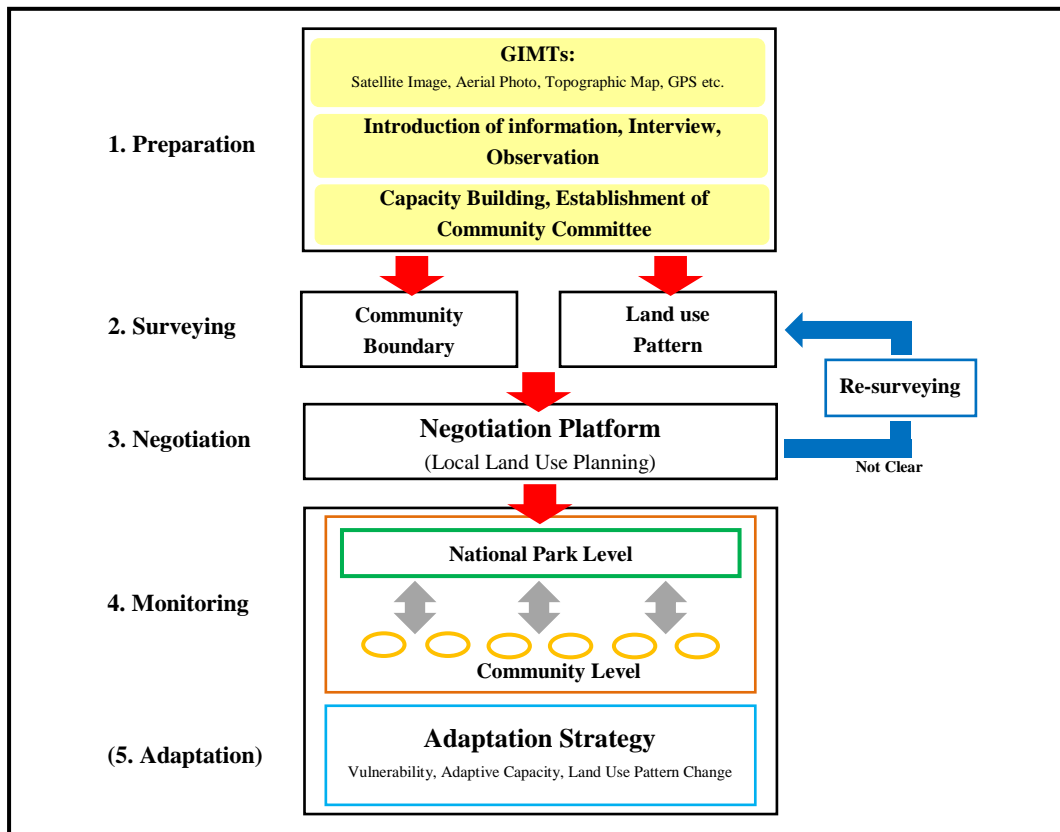 GIMTs:
Satellite Image, Aerial Photo, Topographic Map, GPS etc.
1. Preparation
Introduction of information, Interview,
Observation
Capacity Building, Establishment of
Community Committee
2. Surveying
Community
Boundary
Land use
Pattern
Re-surveying
3. Negotiation
Negotiation Platform
(Local Land Use Planning)
Not Clear
National Park Level
4. Monitoring
Community Level
(5. Adaptation)
Adaptation Strategy
Vulnerability, Adaptive Capacity, Land Use Pattern Change